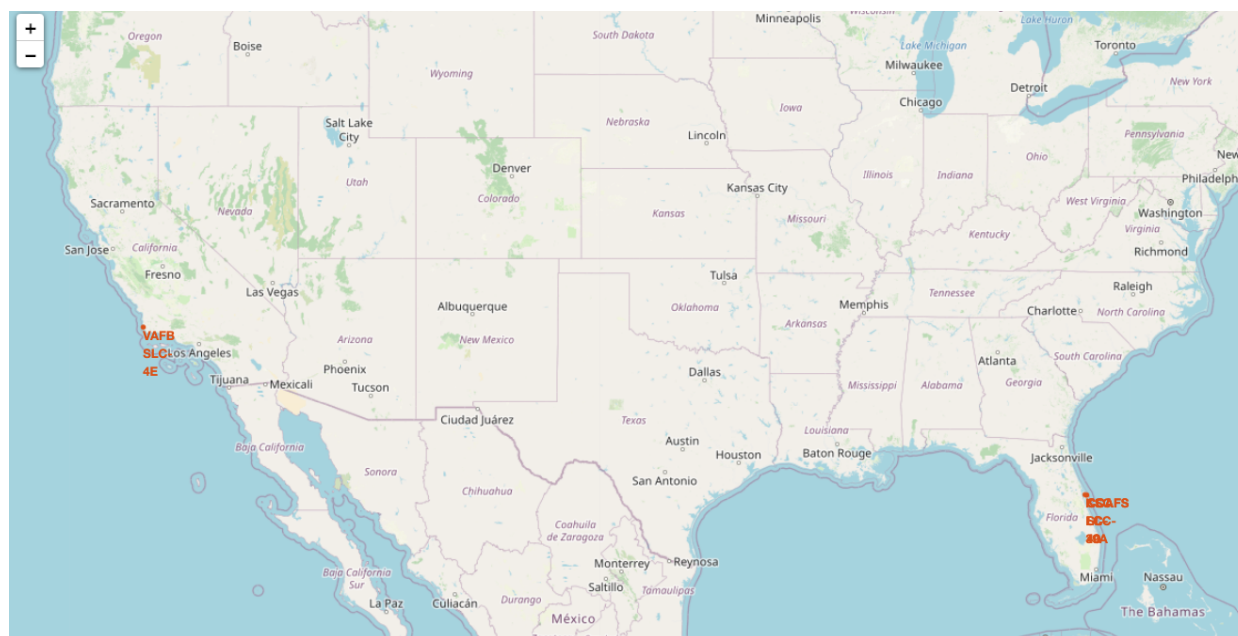 +
−
Minneapolis
Lake Huron
Oregon
Boise
South Dakota
Toronto
Lake Michigan
Milwaukee
Wyoming
Detroit
New York
Chicago
Iowa
Salt Lake
City
Nebraska
Lincoln
Pennsylvania
New
Ohio
Denver
Illinois
Indiana
Philadelph
Utah
Kansas City
Colorado
Sacramento
Nevada
Kansas
Missouri
West Virginia
Washington
San Jose
California
Kentucky
Virginia
Richmond
Fresno
Tulsa
Las Vegas
Raleigh
Albuquerque
Oklahoma
Memphis
Tennessee
Charlotte
North Carolina
VAFB
SLC-
4E
Los Angeles
Arizona
New Mexico
Arkansas
South Carolina
Atlanta
Phoenix
Dallas
Tijuana
Mexicali
Tucson
Mississippi
Alabama
Georgia
Ciudad Juárez
Texas
Louisiana
Baja California
Austin
Houston
Baton Rouge
Jacksonville
Sonora
San Antonio
Chihuahua
Florida
Coahuila
de Zaragoza
Monterrey
Reynosa
Baja California
Sur
Saltillo
Miami
Nassau
Durango
Tamaulipas
La Paz
Culiacán
México
The Bahamas